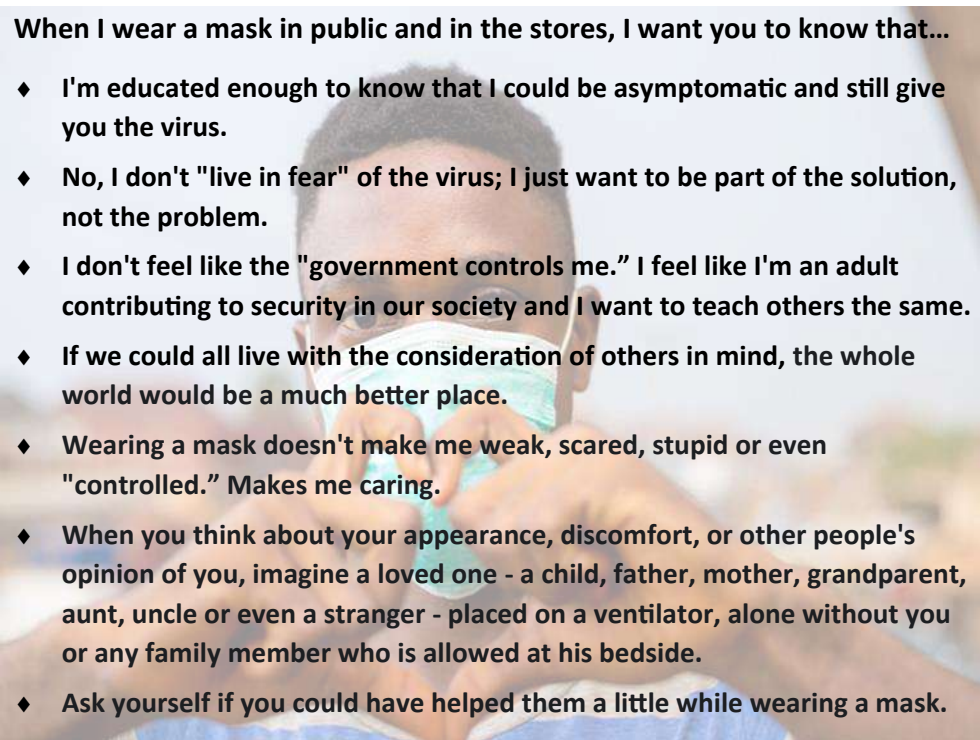 When I wear a mask in public and in the stores, I want you to know that…
♦ I'm educated enough to know that I could be asymptomatic and still give
you the virus.
♦ No, I don't "live in fear" of the virus; I just want to be part of the solution,
not the problem.
♦ I don't feel like the "government controls me.” I feel like I'm an adult
contributing to security in our society and I want to teach others the same.
♦ If we could all live with the consideration of others in mind, the whole
world would be a much better place.
♦ Wearing a mask doesn't make me weak, scared, stupid or even
"controlled.” Makes me caring.
♦ When you think about your appearance, discomfort, or other people's
opinion of you, imagine a loved one - a child, father, mother, grandparent,
aunt, uncle or even a stranger - placed on a ventilator, alone without you
or any family member who is allowed at his bedside.
♦ Ask yourself if you could have helped them a little while wearing a mask.